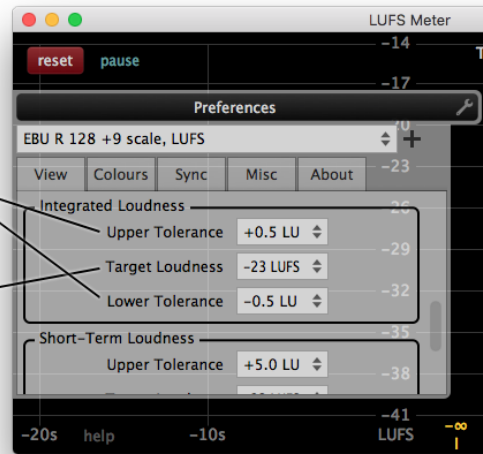 LUFS Meter
reset pause
-14
T
-17
Preferences
EBU R 128 +9 scale, LUFS
+
View Colours Sync Misc About
-23
Integrated Loudness
-26
Upper Tolerance +0.5 LU
-29
Target Loudness -23 LUFS
Lower Tolerance -0.5 LU
-32
-35
Short-Term Loudness
Upper Tolerance +5.0 LU
-38
-41
-20s help -10s LUFS -∞